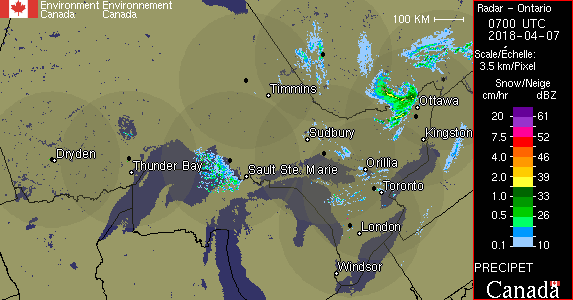 Environment Environnement
Canada Canada
100 KM
Timmins
Ottawa
Sudbury
Kingston
Dryden
Thunder Bay
Sault Ste. Marie
Orillia
Toronto
London
Windsor
Radar - Ontario
0700 UTC
2018-04-07
Scale/Échelle:
3.5 km/Pixel
Snow/Neige
cm/hr dBZ
20 61
7.5 52
4.0 46
2.0 39
1.0 33
0.5 26
0.1 10
PRECIPET
Canada